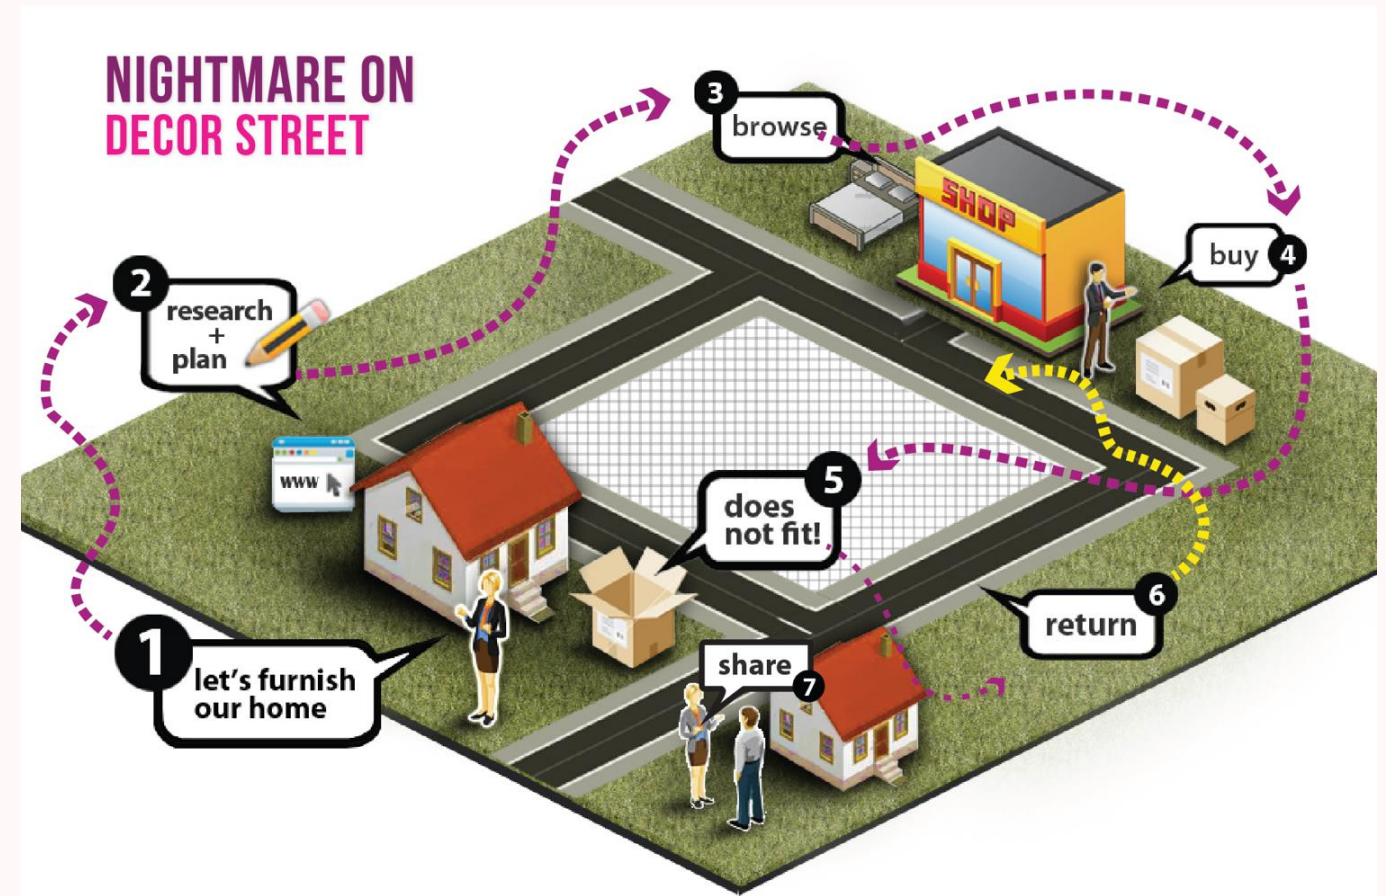 NIGHTMARE ON
DECOR STREET
1
let's furnish
our home
2
research
+
plan
www
3
browse
SHOP
buy
4
5
does
not fit!
6
return
share
7